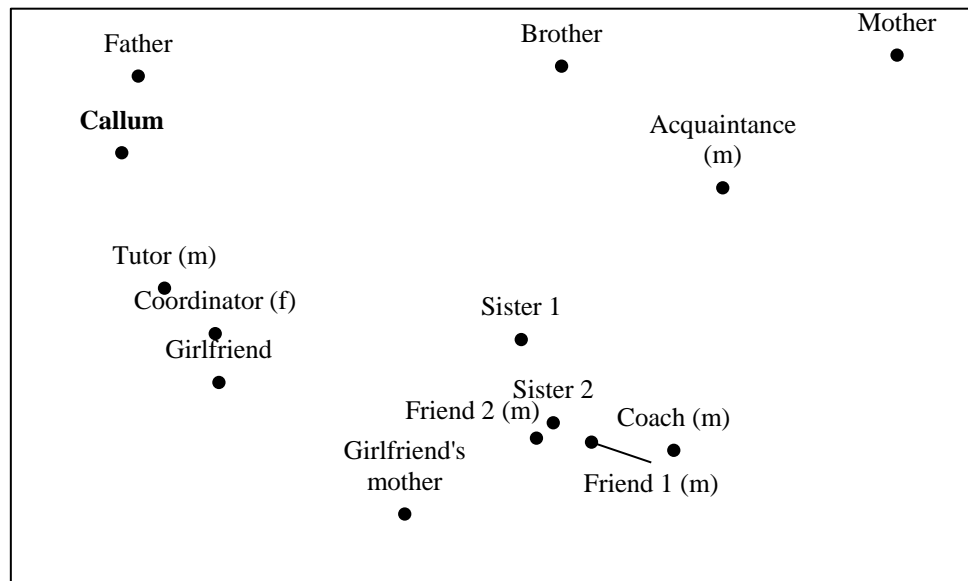 Mother
Brother
Father
Callum
Acquaintance
(m)
Tutor (m)
Coordinator (f)
Sister 1
Girlfriend
Sister 2
Friend 2 (m)
Coach (m)
Girlfriend's
mother
Friend 1 (m)